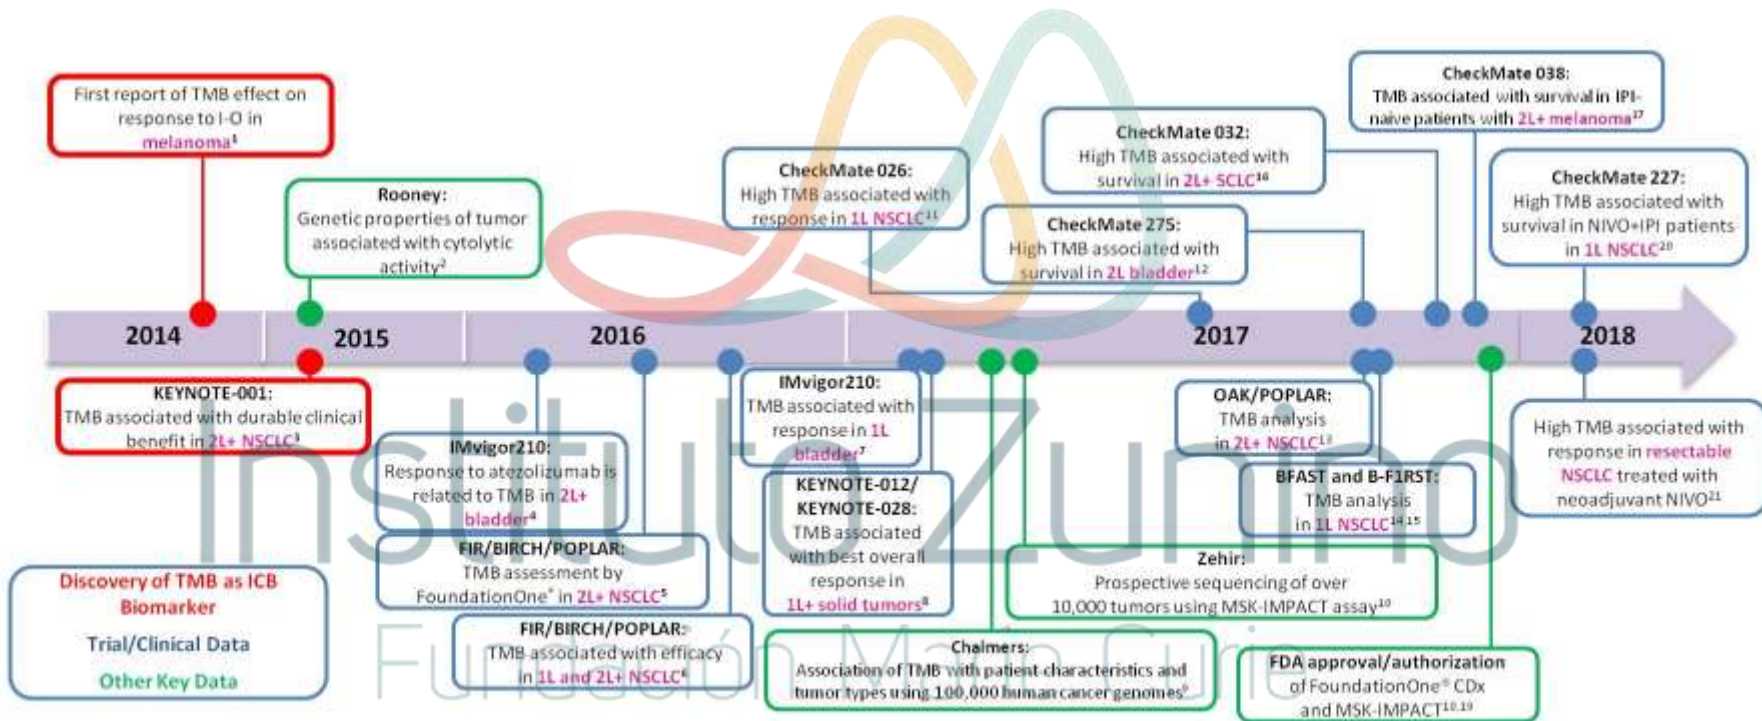 First report of TMB effect on
response to I-O in
melanoma¹
Rooney:
Genetic properties of tumor
associated with cytolytic
activity²
CheckMate 026:
High TMB associated with
response in 1L NSCLC¹¹
CheckMate 032:
High TMB associated with
survival in 2L+ SCLC¹⁶
CheckMate 275:
High TMB associated with
survival in 2L bladder¹²
CheckMate 038:
TMB associated with survival in IPI-
naive patients with 2L+ melanoma¹⁷
CheckMate 227:
High TMB associated with
survival in NIVO+IPI patients
in 1L NSCLC²⁰
2014
2015
2016
2017
2018
KEYNOTE-001:
TMB associated with durable clinical
benefit in 2L+ NSCLC³
IMvigor210:
Response to atezolizumab is
related to TMB in 2L+
bladder⁴
FIR/BIRCH/POPLAR:
TMB assessment by
FoundationOne® in 2L+ NSCLC⁵
FIR/BIRCH/POPLAR:
TMB associated with efficacy
in 1L and 2L+ NSCLC⁶
IMvigor210:
TMB associated with
response in 1L
bladder⁷
KEYNOTE-012/
KEYNOTE-028:
TMB associated
with best overall
response in
1L+ solid tumors⁸
Chalmers:
Association of TMB with patient characteristics and
tumor types using 100,000 human cancer genomes⁹
Zehir:
Prospective sequencing of over
10,000 tumors using MSK-IMPACT assay¹⁰
OAK/POPLAR:
TMB analysis
in 2L+ NSCLC¹³
BFAST and B-F1RST:
TMB analysis
in 1L NSCLC¹⁴,¹⁵
FDA approval/authorization
of FoundationOne® CDx
and MSK-IMPACT¹⁸,¹⁹
High TMB associated with
response in resectable
NSCLC treated with
neoadjuvant NIVO²¹
Discovery of TMB as ICB
Biomarker
Trial/Clinical Data
Other Key Data
Instituto Zunino
Fundación Marie Curie